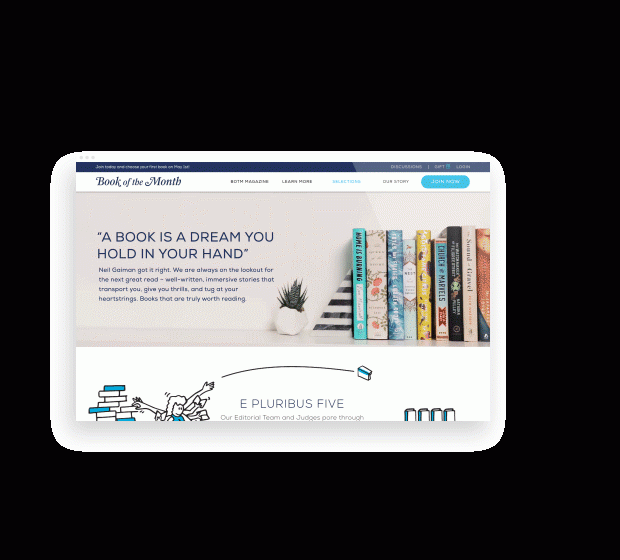 Join today and choose your first book on May 1st!
DISCUSSIONS | GIFT LOGIN
Book of the Month
BOTM MAGAZINE LEARN MORE SELECTIONS OUR STORY JOIN NOW
“A BOOK IS A DREAM YOU
HOLD IN YOUR HAND”
Neil Gaiman got it right. We are always on the lookout for
the next great read – well-written, immersive stories that
transport you, give you thrills, and tug at your
heartstrings. Books that are truly worth reading.
HOME IS BURNING
CHURCH OF MARVELS
Sound of Gravel
E PLURIBUS FIVE
Our Editorial Team and Judges pore through